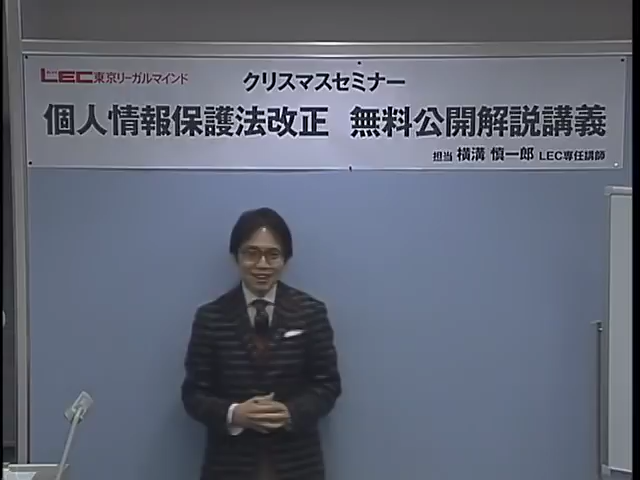 LEC東京リーガルマインド クリスマスセミナー
個人情報保護法改正 無料公開解説講義
担当 横溝 慎一郎 LEC専任講師